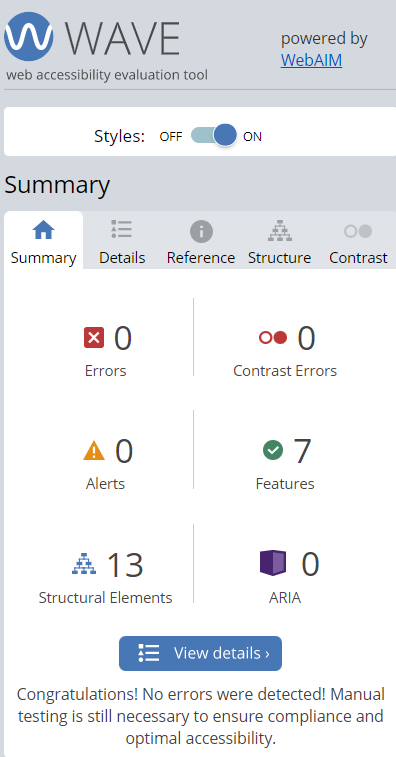 WAVE
web accessibility evaluation tool
powered by
WebAIM
Styles: OFF ON
Summary
Summary Details Reference Structure Contrast
0
Errors
0
Contrast Errors
0
Alerts
7
Features
13
Structural Elements
0
ARIA
View details ›
Congratulations! No errors were detected! Manual
testing is still necessary to ensure compliance and
optimal accessibility.